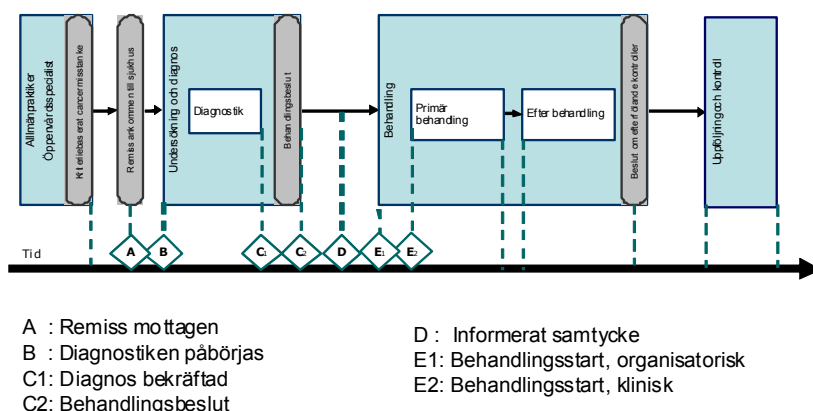 Allmänpraktiker
Öppervårdsspecialist
Kriteriebaserat cancermisstanke
Remiss ankommen till sjukhus
Undersökning och diagnos
Diagnostik
Behandlingsbeslut
Behandling
Primär
behandling
Efter behandling
Beslut om efterföljande kontroller
Uppföljning och kontroll
Tid
A
B
C1
C2
D
E1
E2
A : Remiss mottagen
B : Diagnostiken påbörjas
C1: Diagnos bekräftad
C2: Behandlingsbeslut
D : Informerat samtycke
E1: Behandlingsstart, organisatorisk
E2: Behandlingsstart, klinisk